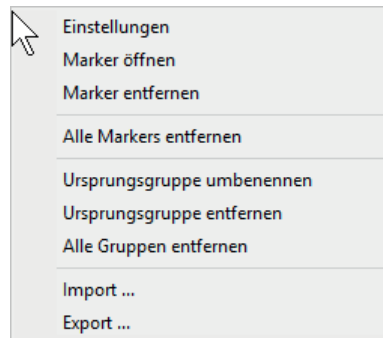 Einstellungen
Marker öffnen
Marker entfernen
Alle Markers entfernen
Ursprungsgruppe umbenennen
Ursprungsgruppe entfernen
Alle Gruppen entfernen
Import ...
Export ...